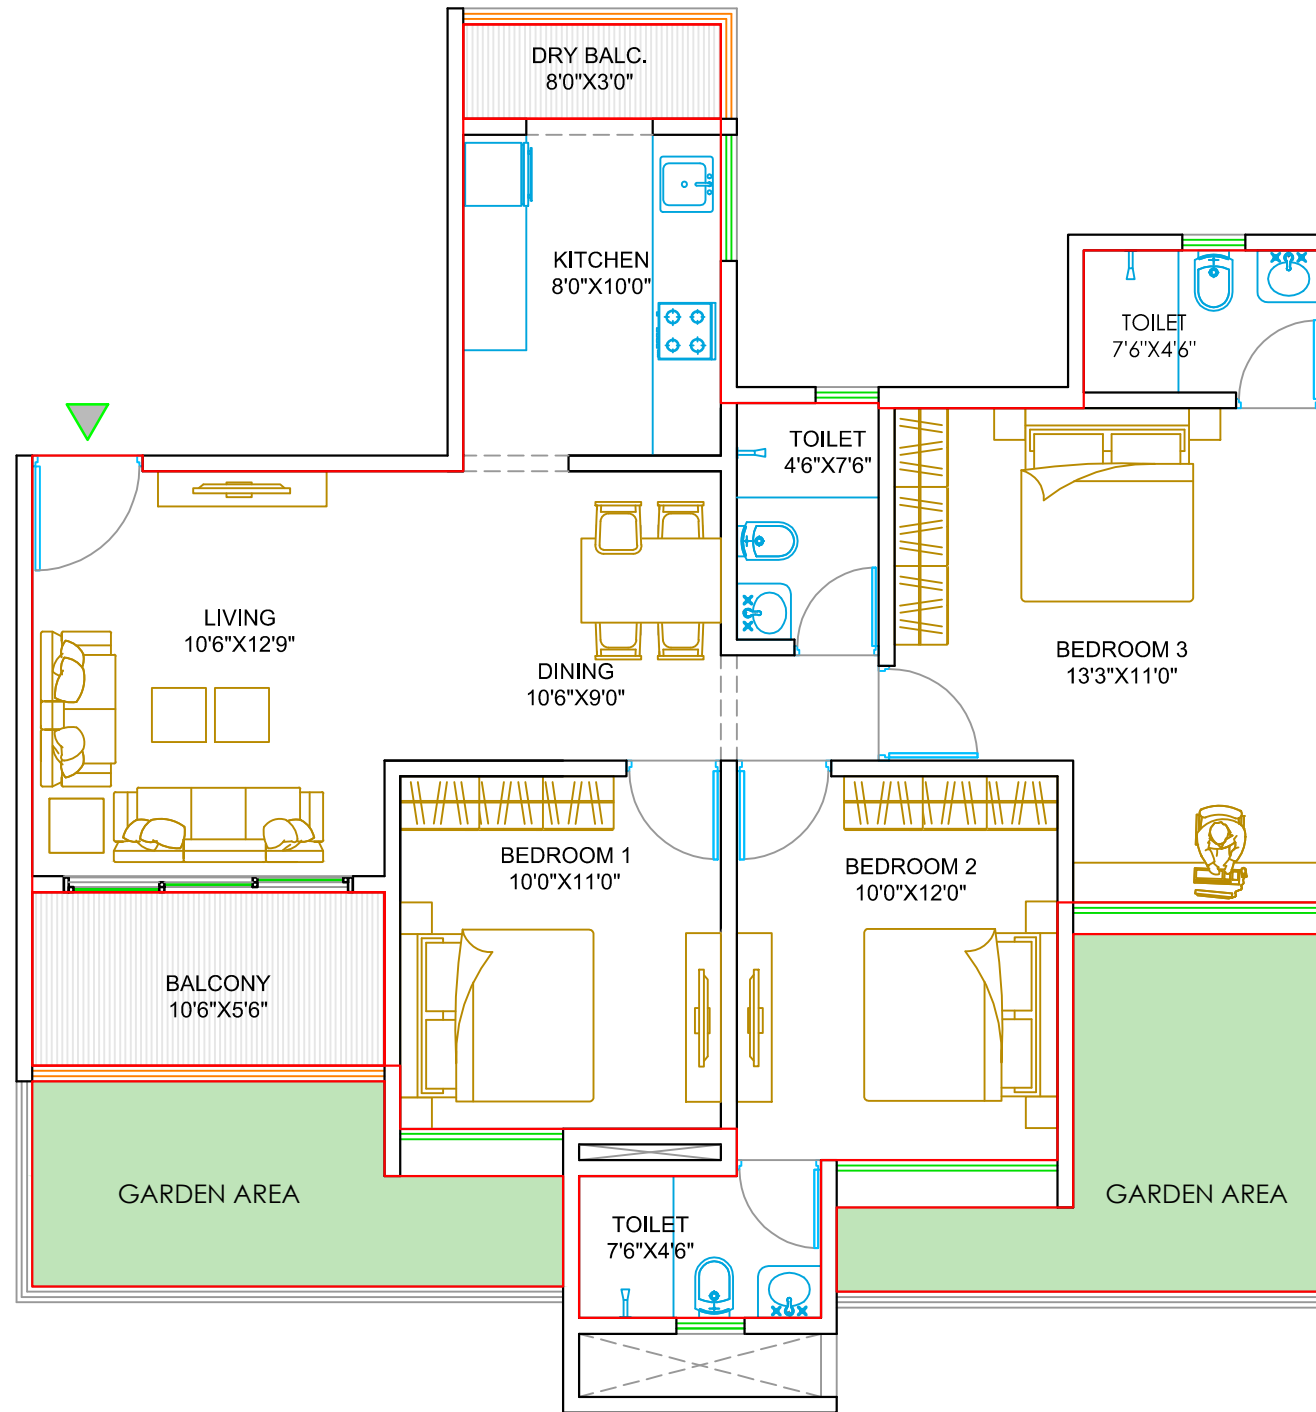 DRY BALC.
8'0"X3'0"
KITCHEN
8'0"X10'0"
TOILET
7'6"X4'6"
TOILET
4'6"X7'6"
LIVING
10'6"X12'9"
DINING
10'6"X9'0"
BEDROOM 3
13'3"X11'0"
BEDROOM 1
10'0"X11'0"
BEDROOM 2
10'0"X12'0"
BALCONY
10'6"X5'6"
GARDEN AREA
GARDEN AREA
TOILET
7'6"X4'6"